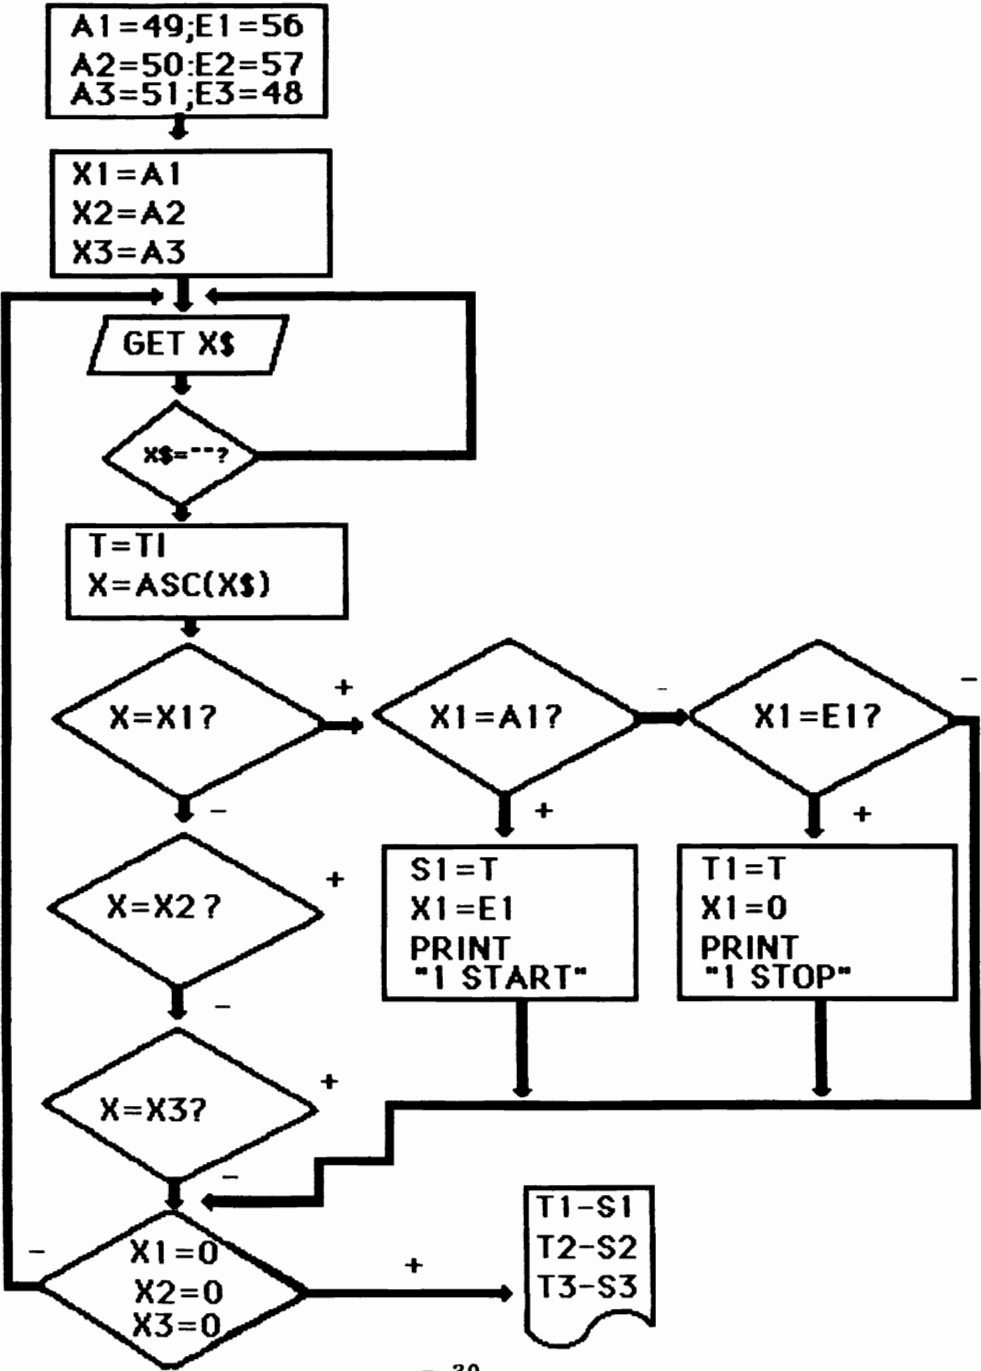 A1=49;E1=56
A2=50:E2=57
A3=51;E3=48
X1=A1
X2=A2
X3=A3
GET X$
X$=""?
T=TI
X=ASC(X$)
X=X1?
+
X1=A1?
-
X1=E1?
-
-
+
+
X=X2?
+
S1=T
X1=E1
PRINT
"1 START"
T1=T
X1=0
PRINT
"1 STOP"
-
X=X3?
+
-
X1=0
X2=0
X3=0
-
+
T1-S1
T2-S2
T3-S3